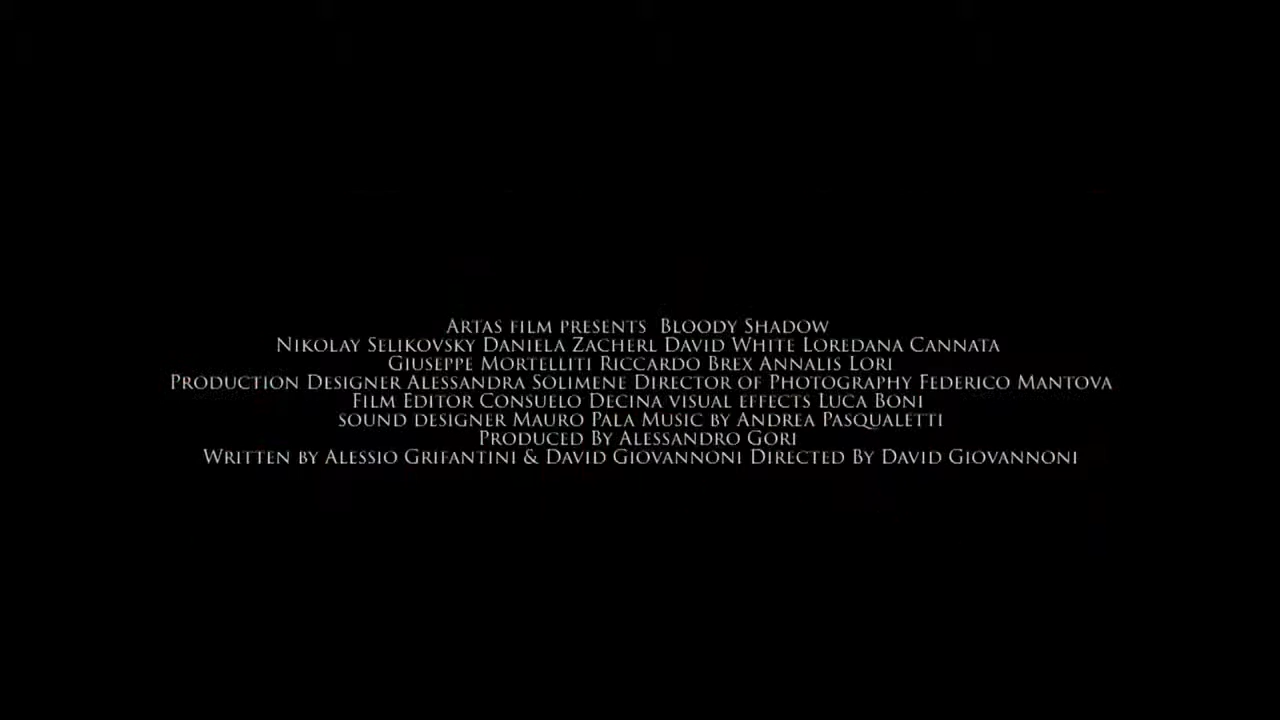 Artas film presents Bloody Shadow
Nikolay Selikovsky Daniela Zacherl David White Loredana Cannata
Giuseppe Mortelliti Riccardo Brex Annalis Lori
Production Designer Alessandra Solimene Director of Photography Federico Mantova
Film Editor Consuelo Decina visual effects Luca Boni
sound designer Mauro Pala Music by Andrea Pasqualetti
Produced By Alessandro Gori
Written by Alessio Grifantini & David Giovannoni Directed By David Giovannoni